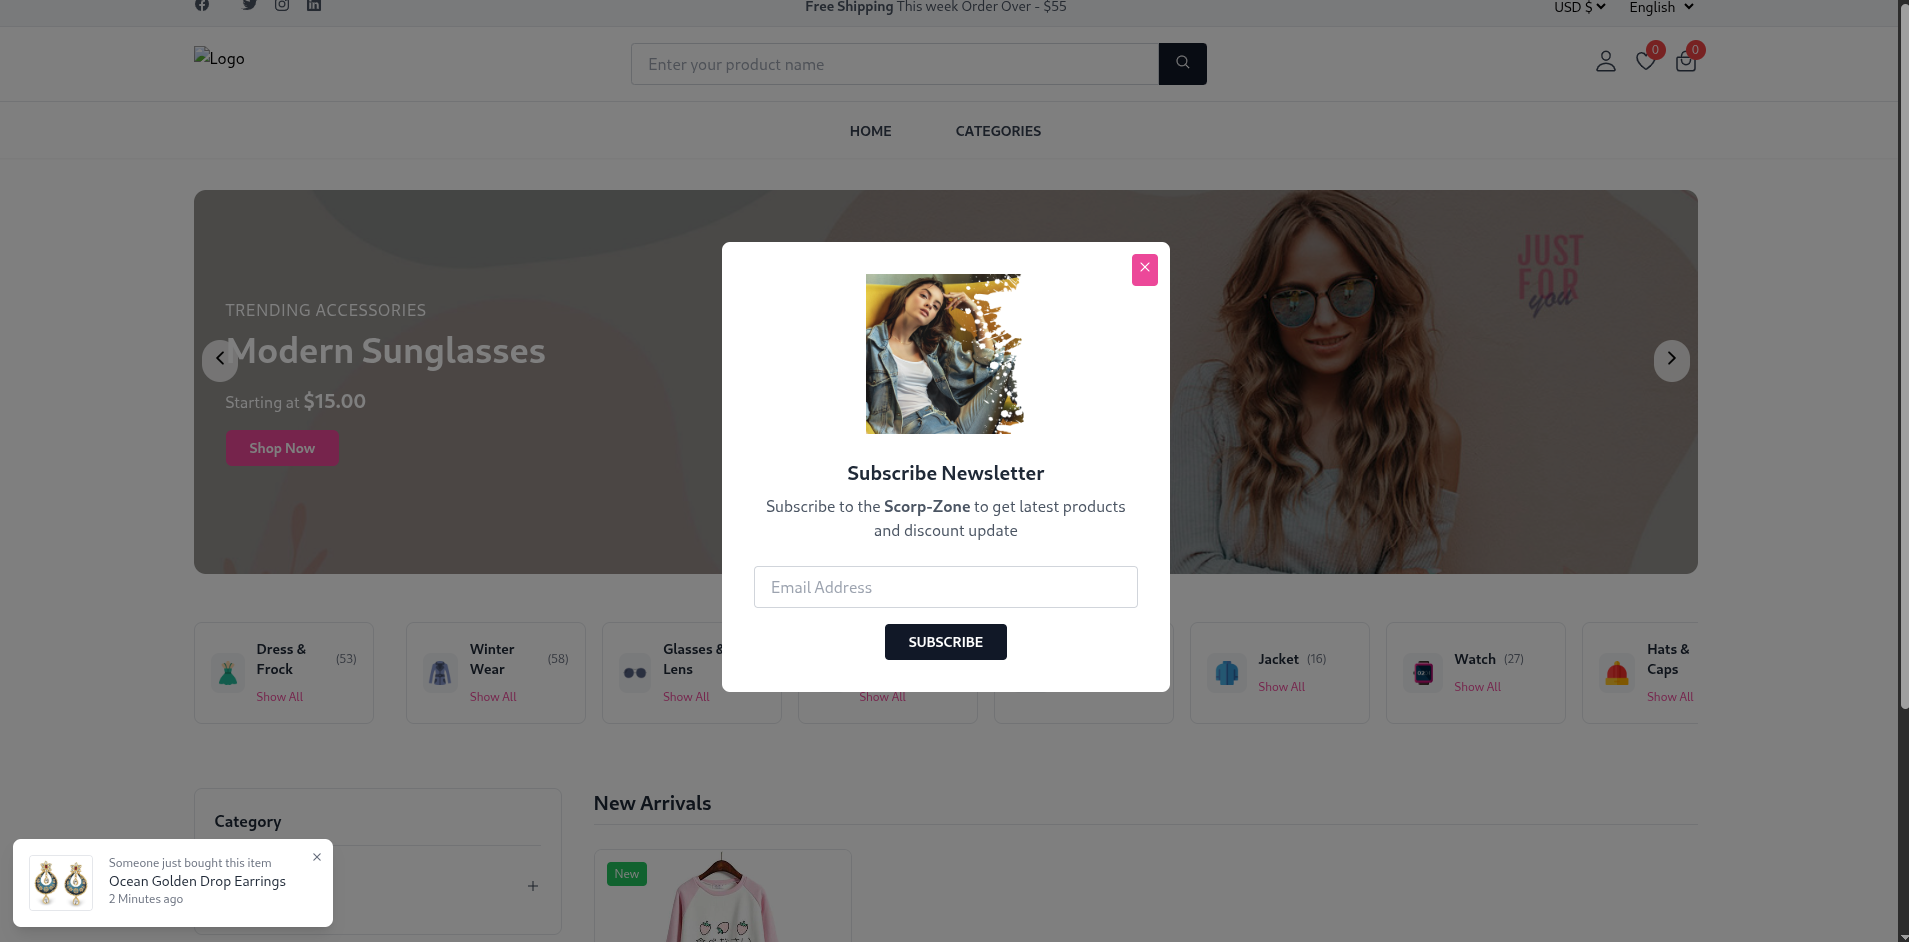 Free Shipping This week Order Over - $55
USD $
English
Logo
Enter your product name
0
0
HOME
CATEGORIES
TRENDING ACCESSORIES
Modern Sunglasses
Starting at $15.00
Shop Now
JUST
FOR
you
Subscribe Newsletter
Subscribe to the Scorp-Zone to get latest products
and discount update
Email Address
SUBSCRIBE
Dress &
Frock
(53)
Show All
Winter
Wear
(58)
Show All
Glasses &
Lens
Show All
Show All
Jacket (16)
Show All
Watch (27)
Show All
Hats &
Caps
Show All
Category
New Arrivals
New
Someone just bought this item
Ocean Golden Drop Earrings
2 Minutes ago